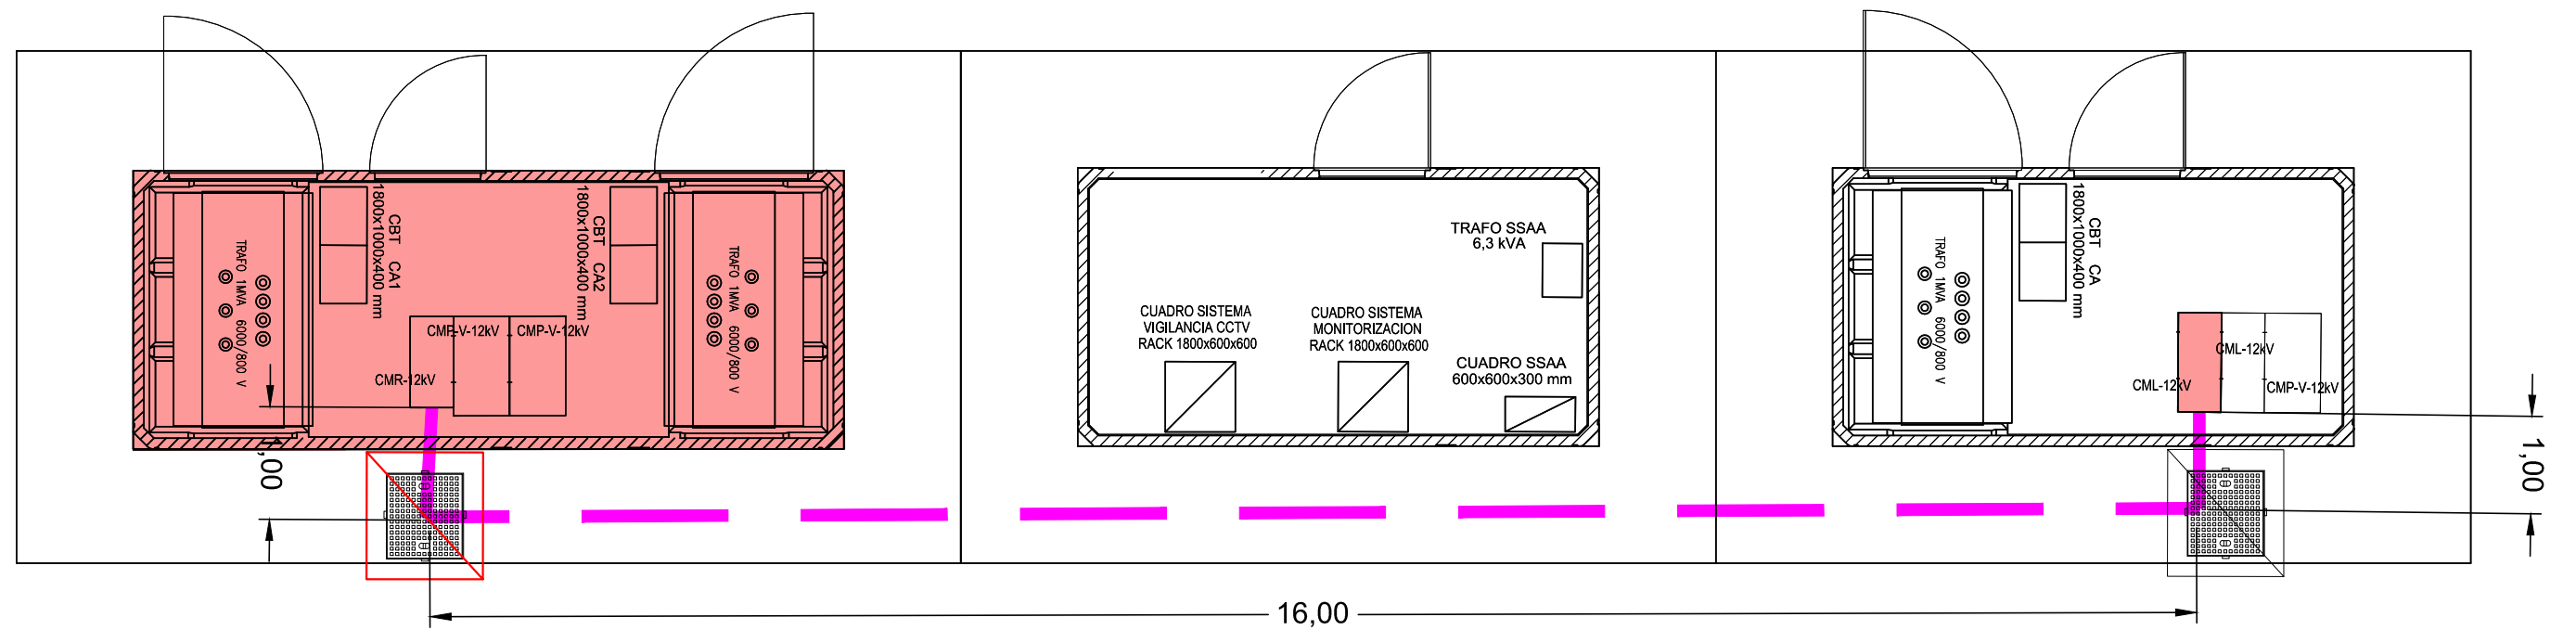 TRAFO 1MVA 6000/800 V
CBT CA1
1800x1000x400 mm
CBT CA2
1800x1000x400 mm
TRAFO 1MVA 6000/800 V
CMP-V-12kV
CMP-V-12kV
CMR-12kV
1,00
TRAFO SSAA
6,3 kVA
CUADRO SISTEMA
VIGILANCIA CCTV
RACK 1800x600x600
CUADRO SISTEMA
MONITORIZACION
RACK 1800x600x600
CUADRO SSAA
600x600x300 mm
TRAFO 1MVA 6000/800 V
CBT CA
1800x1000x400 mm
CML-12kV
CML-12kV
CMP-V-12kV
1,00
16,00